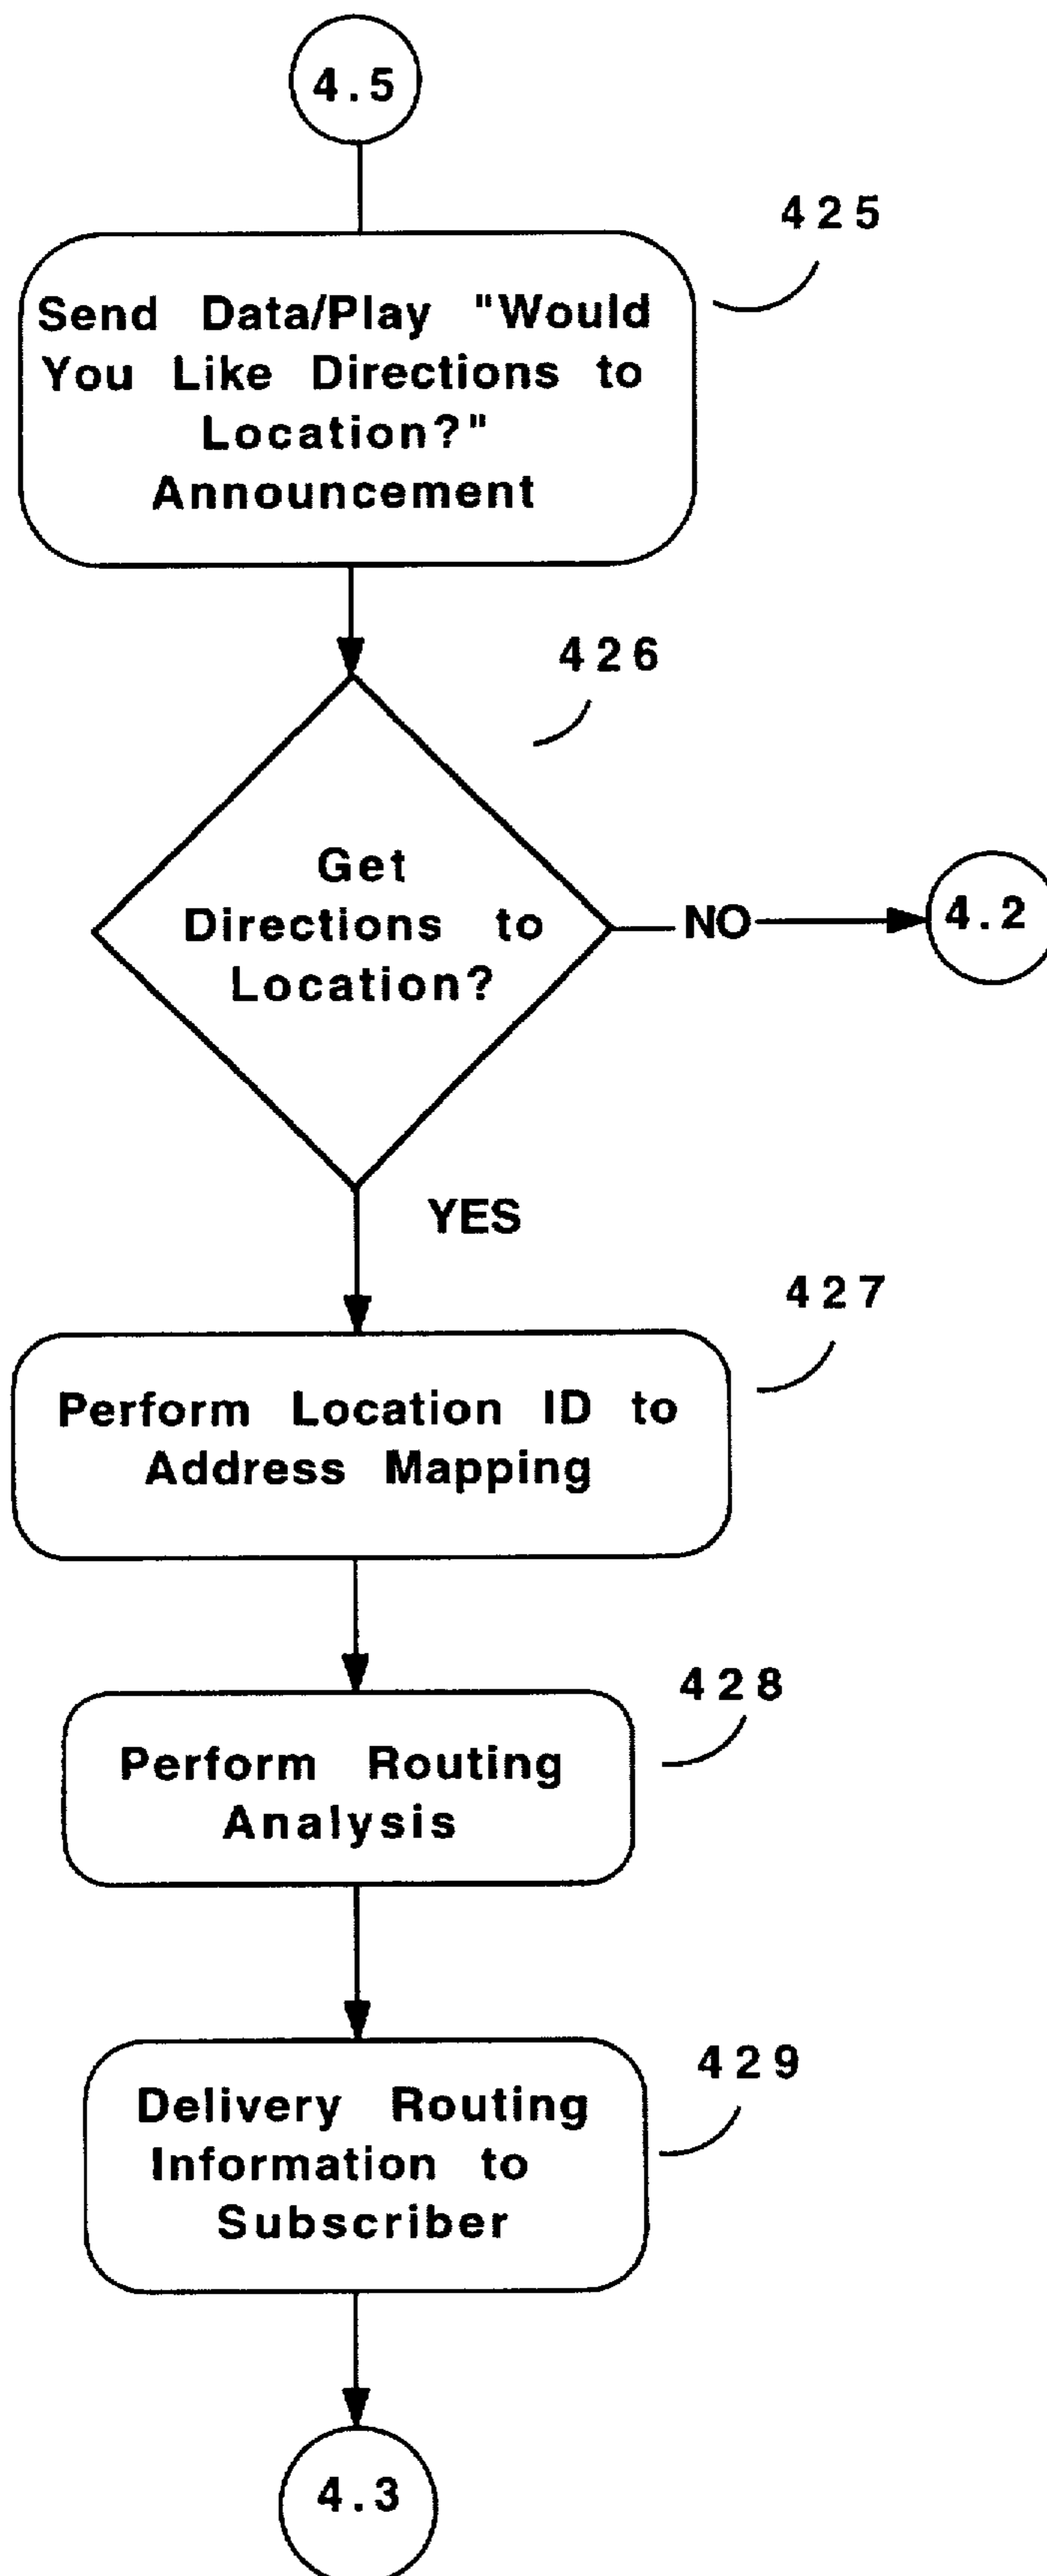 4.5
425
Send Data/Play "Would
You Like Directions to
Location?"
Announcement
426
Get
Directions to
Location?
NO
4.2
YES
427
Perform Location ID to
Address Mapping
428
Perform Routing
Analysis
429
Delivery Routing
Information to
Subscriber
4.3